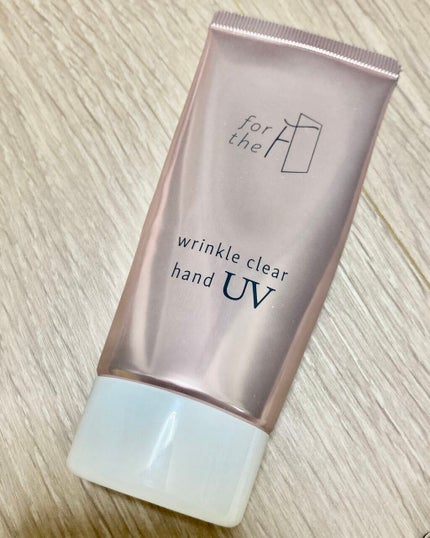 for
the
wrinkle clear
hand UV